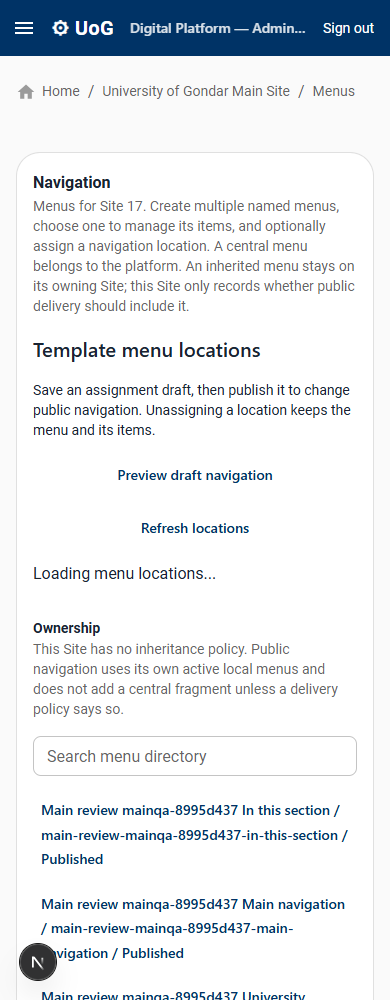 UoG Digital Platform — Admin... Sign out
Home / University of Gondar Main Site / Menus
Navigation
Menus for Site 17. Create multiple named menus,
choose one to manage its items, and optionally
assign a navigation location. A central menu
belongs to the platform. An inherited menu stays on
its owning Site; this Site only records whether public
delivery should include it.
Template menu locations
Save an assignment draft, then publish it to change
public navigation. Unassigning a location keeps the
menu and its items.
Preview draft navigation
Refresh locations
Loading menu locations...
Ownership
This Site has no inheritance policy. Public
navigation uses its own active local menus and
does not add a central fragment unless a delivery
policy says so.
Search menu directory
Main review mainqa-8995d437 In this section /
main-review-mainqa-8995d437-in-this-section /
Published
Main review mainqa-8995d437 Main navigation
/ main-review-mainqa-8995d437-main-
vigation / Published
N
Main review mainqa-8995d437 University